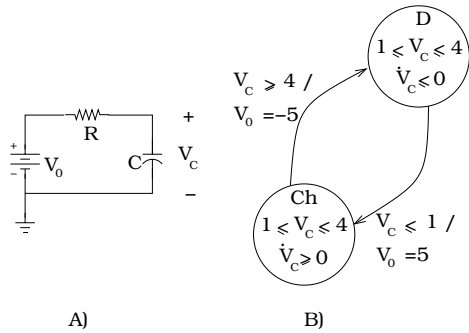 +
R
+
V0
-
C
VC
-
A)
D
1 ≤ VC ≤ 4
V̇C ≤ 0
VC ≥ 4 /
V0 =-5
Ch
1 ≤ VC ≤ 4
V̇C ≥ 0
VC ≤ 1 /
V0 =5
B)